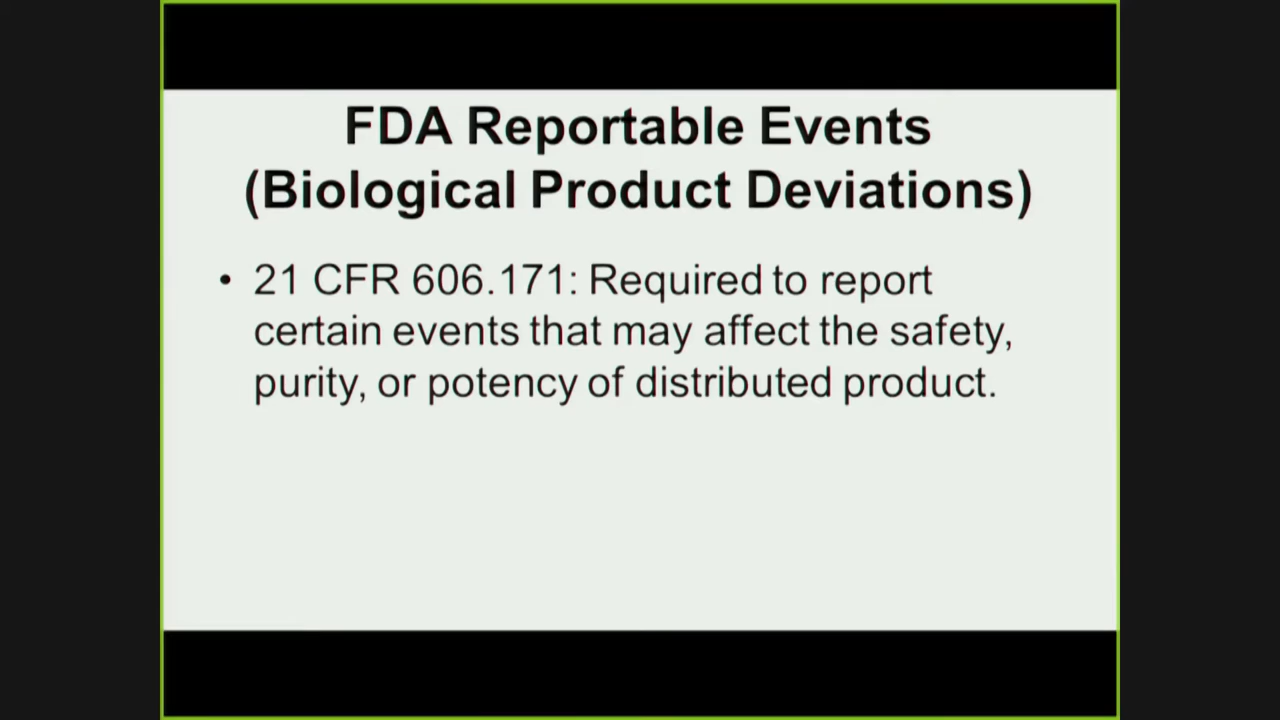 FDA Reportable Events
(Biological Product Deviations)
• 21 CFR 606.171: Required to report
certain events that may affect the safety,
purity, or potency of distributed product.